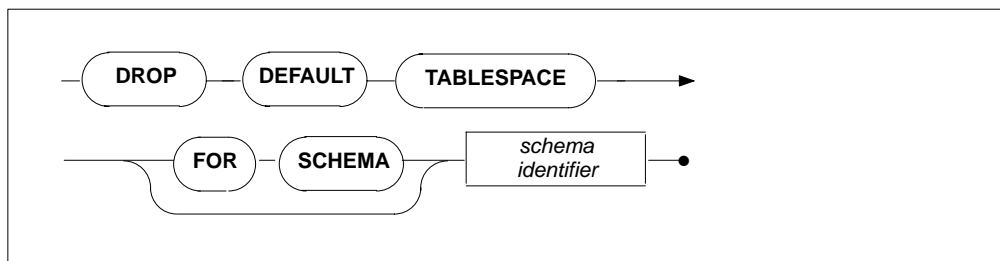 DROP DEFAULT TABLESPACE
FOR SCHEMA schema
identifier